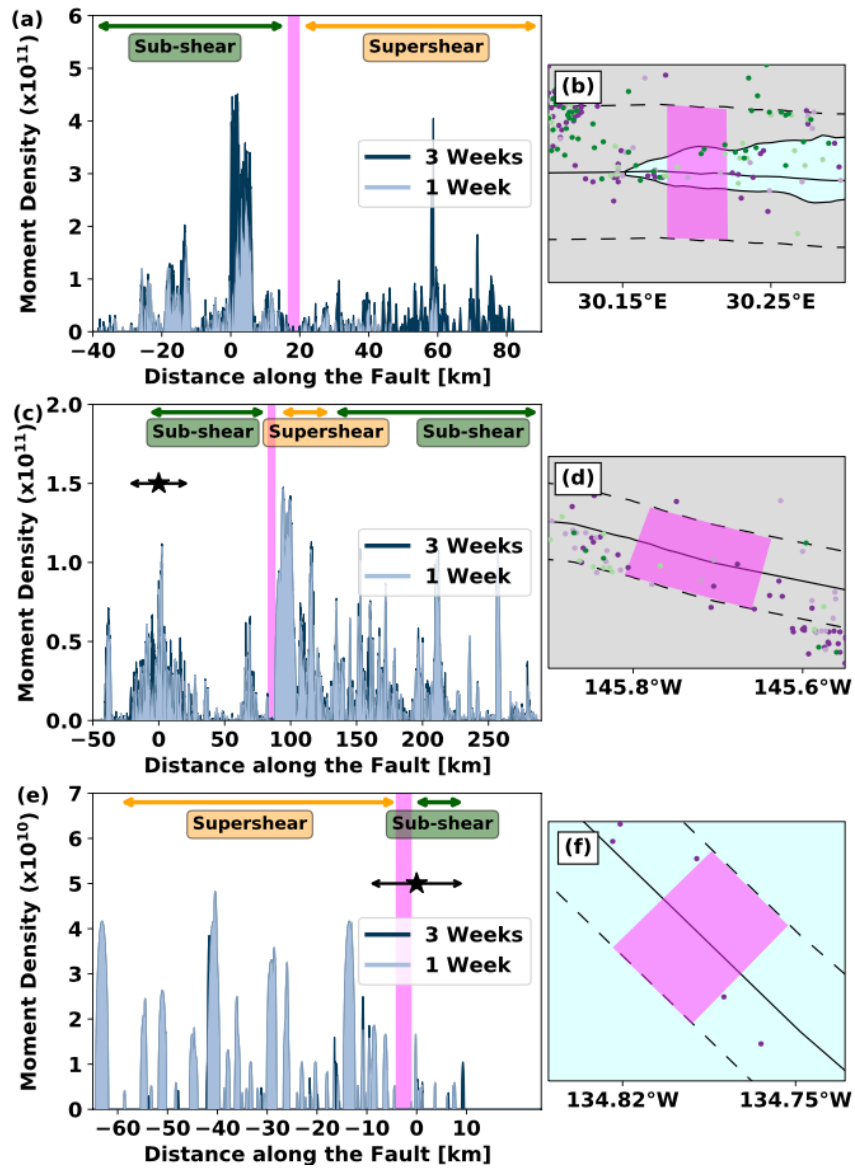 (a)
Moment Density (x10¹¹)
6
5
4
3
2
1
0
Sub-shear
Supershear
3 Weeks
1 Week
−40 −20 0 20 40 60 80
Distance along the Fault [km]
(b)
30.15°E 30.25°E
(c)
Moment Density (x10¹¹)
2.0
1.5
1.0
0.5
0.0
Sub-shear
Supershear
Sub-shear
3 Weeks
1 Week
−50 0 50 100 150 200 250
Distance along the Fault [km]
(d)
145.8°W 145.6°W
(e)
Moment Density (x10¹⁰)
7
6
5
4
3
2
1
0
Supershear
Sub-shear
3 Weeks
1 Week
−60 −50 −40 −30 −20 −10 0 10
Distance along the Fault [km]
(f)
134.82°W 134.75°W